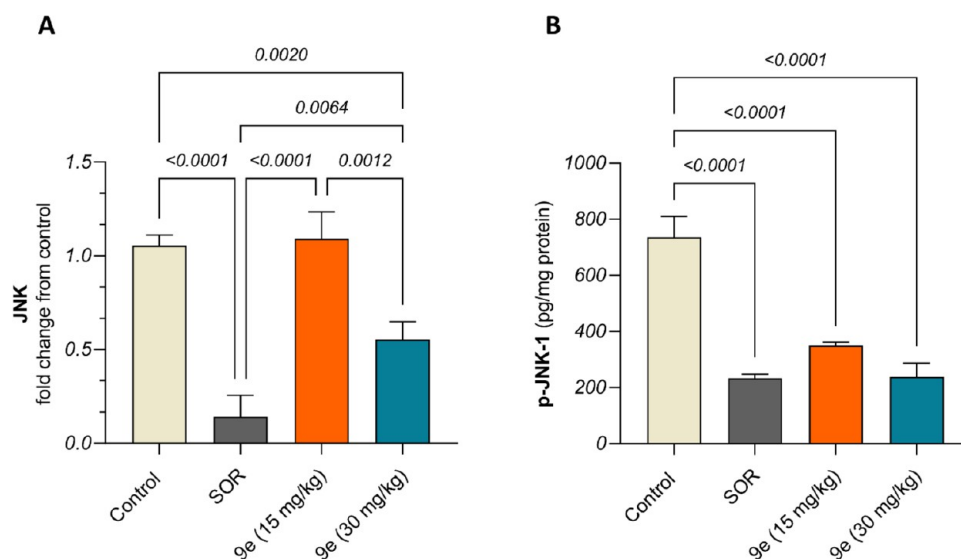 A
0.0020
0.0064
<0.0001 <0.0001 0.0012
1.5
1.0
0.5
0.0
JNK
fold change from control
Control
SOR
9e (15 mg/kg)
9e (30 mg/kg)
B
<0.0001
<0.0001
<0.0001
1000
800
600
400
200
0
p-JNK-1 (pg/mg protein)
Control
SOR
9e (15 mg/kg)
9e (30 mg/kg)